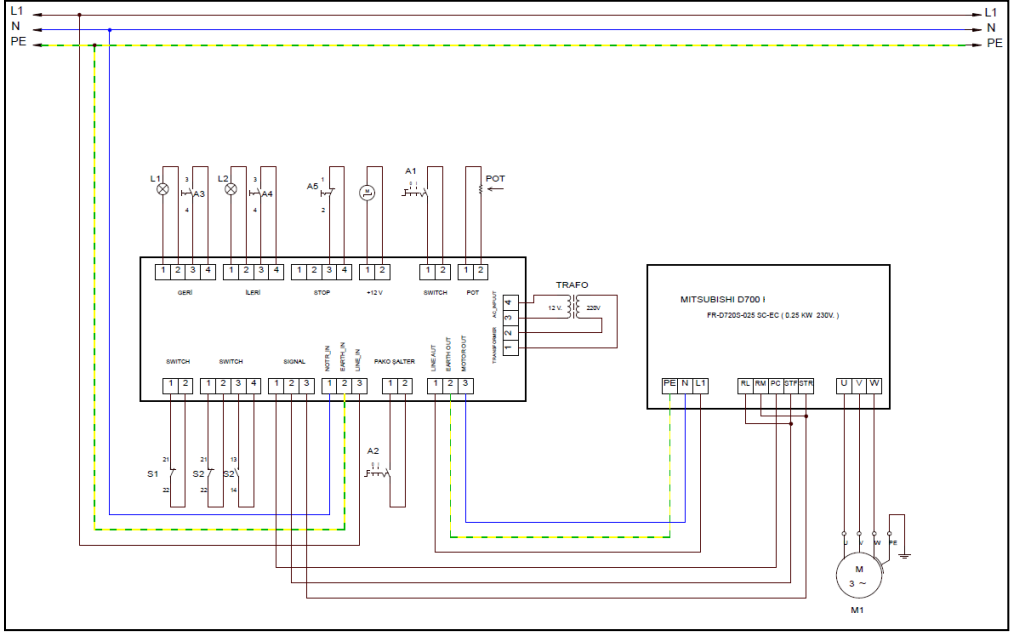 L1 L1
N N
PE PE
L1 3 A3 4 L2 3 A4 4 A5 1 2 A1 POT
1 2 3 4 1 2 3 4 1 2 3 4 1 2 1 2 1 2
GERİ İLERİ STOP +12 V SWITCH POT
AC_INPUT
TRANSFORMER
4
3
2
1
TRAFO
12 V. 220V
MITSUBISHI D700 I
FR-D720S-025 SC-EC ( 0.25 KW 230V. )
SWITCH SWITCH SIGNAL NOTR_IN EARTH_IN LINE_IN PAKO ŞALTER LINE AUT EARTH OUT MOTOR OUT
1 2 1 2 3 4 1 2 3 1 2 3 1 2 1 2 3
PE N L1 RL RM PC STF STR U V W
21 S1 22 21 S2 22 13 S2 14 A2
U V W PE
M
3 ~
M1